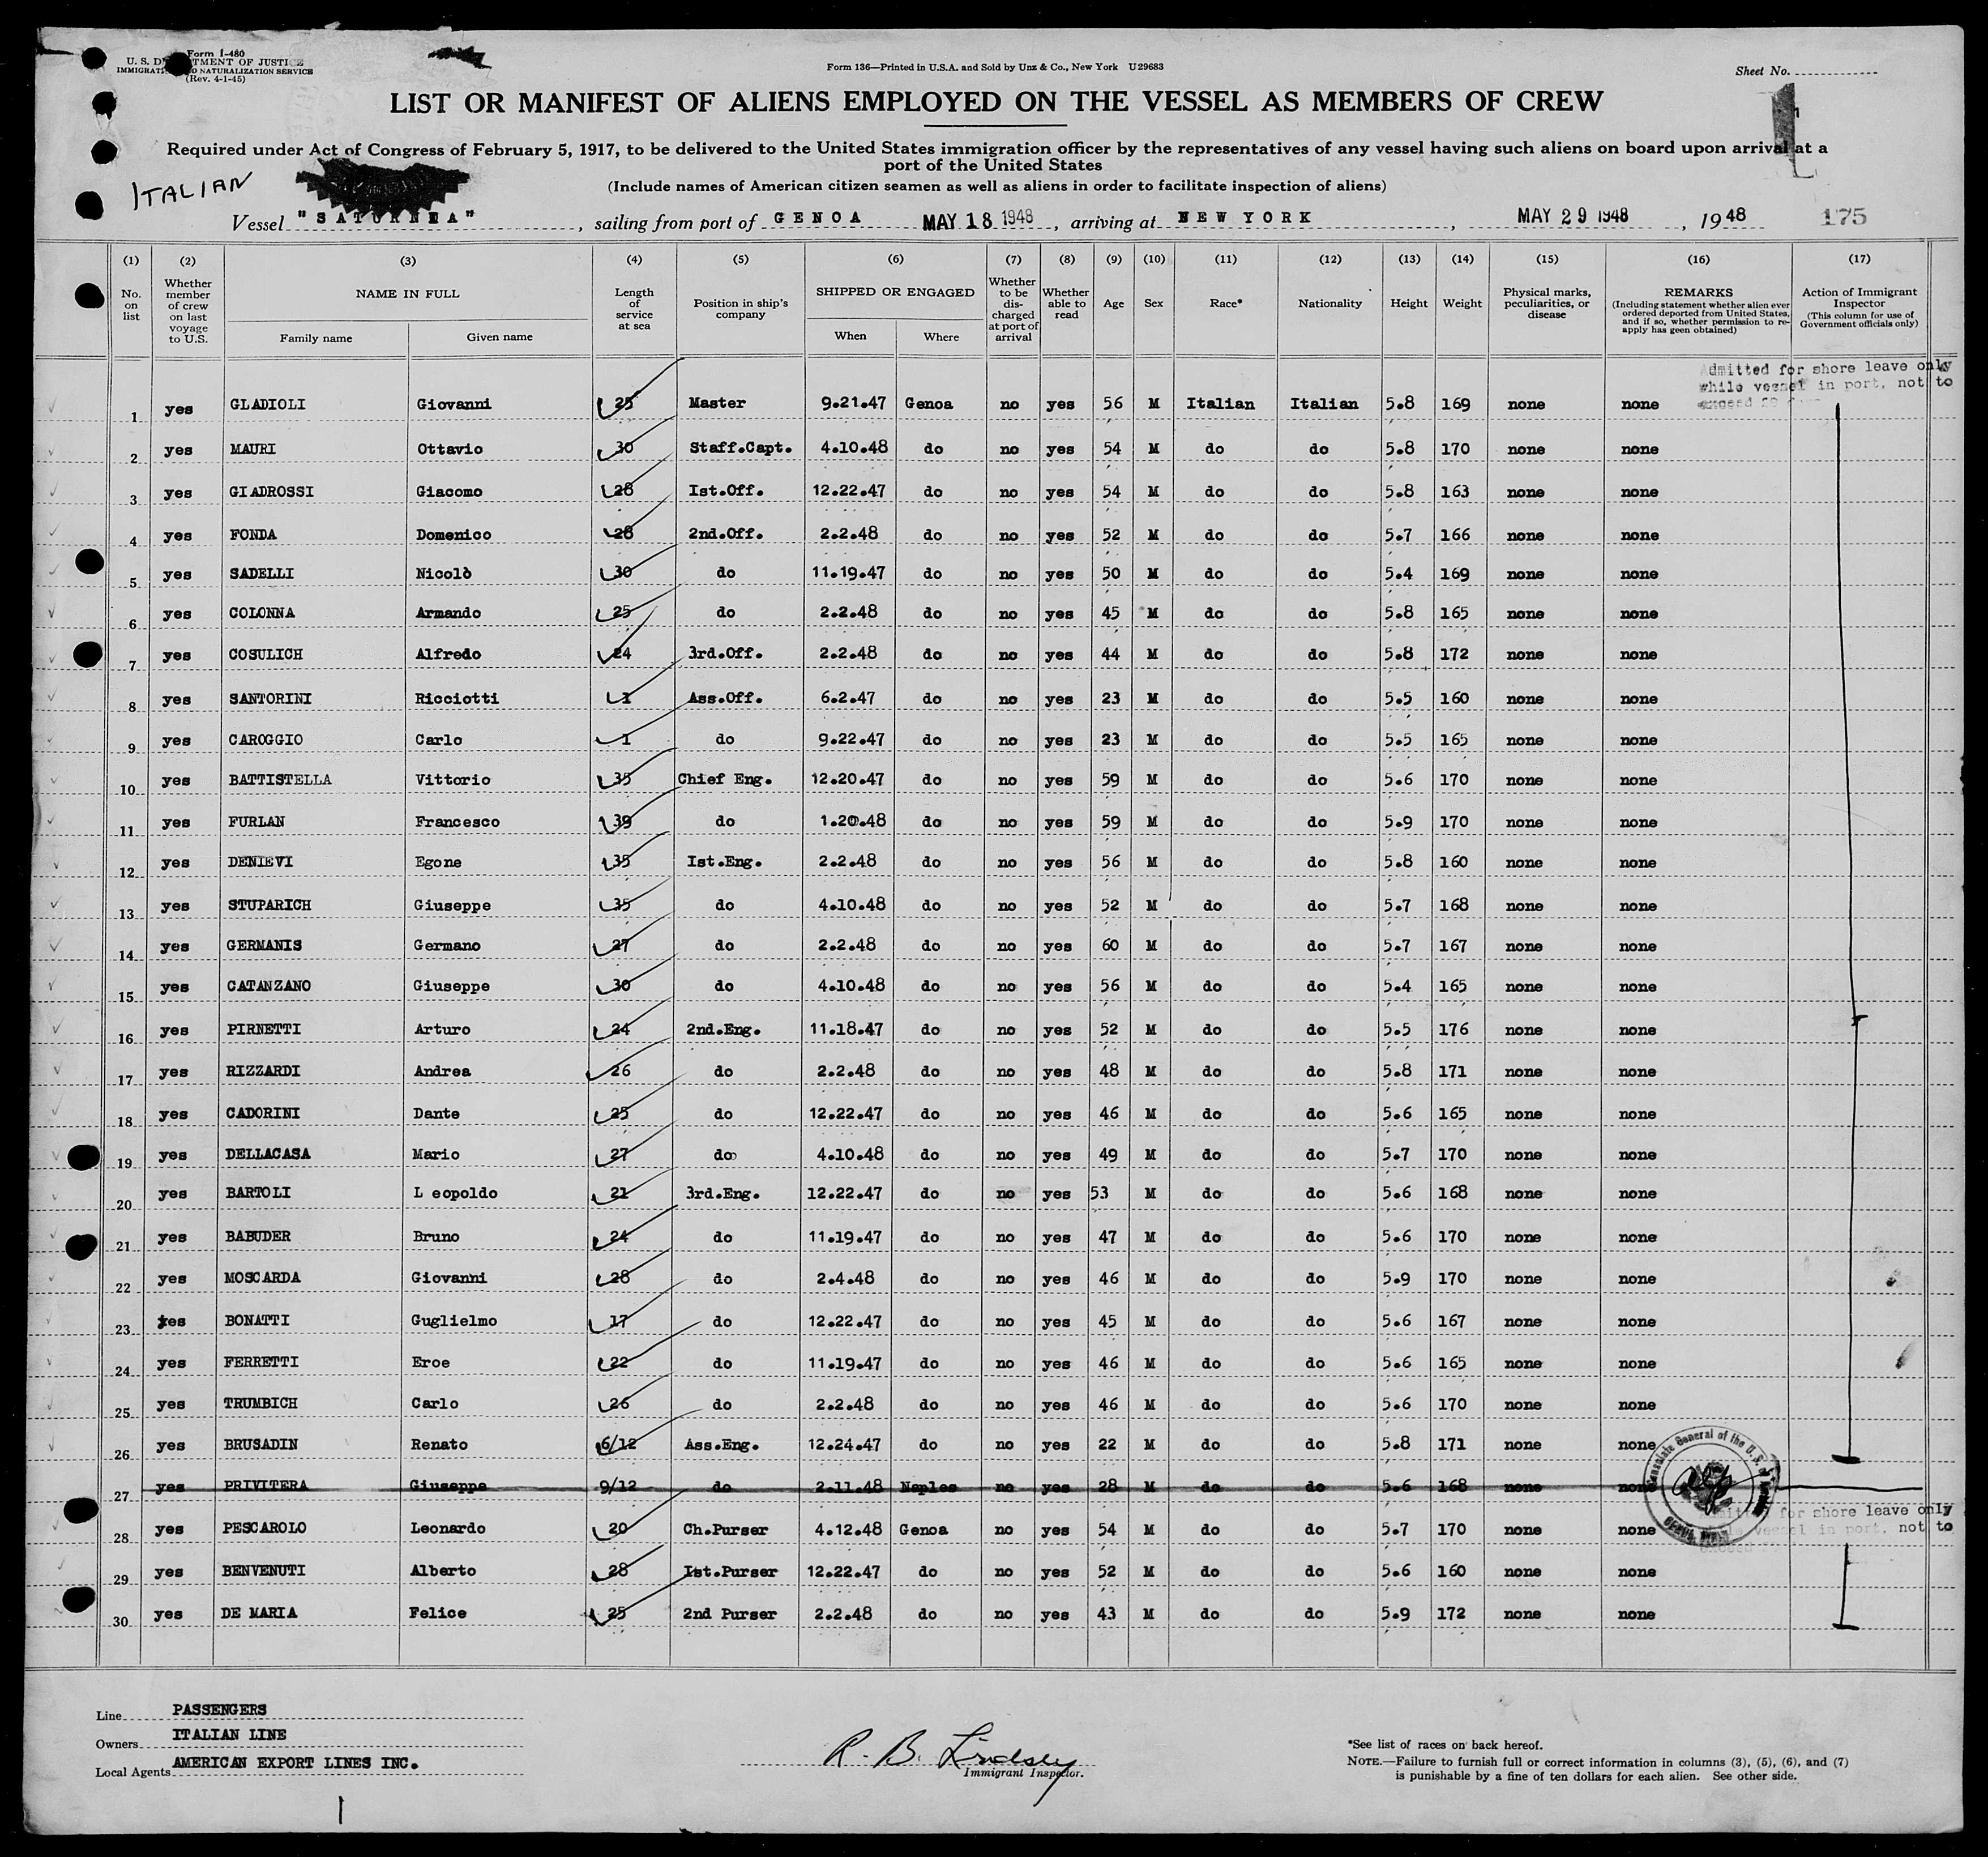 Form I-480
U. S. D TMENT OF JUSTICE
IMMIGRATI D NATURALIZATION SERVICE
(Rev. 4-1-45)
Form 136—Printed in U.S.A. and Sold by Unz & Co., New York U29683
Sheet No.
LIST OR MANIFEST OF ALIENS EMPLOYED ON THE VESSEL AS MEMBERS OF CREW
Required under Act of Congress of February 5, 1917, to be delivered to the United States immigration officer by the representatives of any vessel having such aliens on board upon arrival at a
port of the United States
(Include names of American citizen seamen as well as aliens in order to facilitate inspection of aliens)
ITALIAN
Vessel "SATURNIA", sailing from port of GENOA MAY 18 1948, arriving at NEW YORK, MAY 29 1948, 1948 175
(1) (2) (3) (4) (5) (6) (7) (8) (9) (10) (11) (12) (13) (14) (15) (16) (17)
No. on list
Whether member of crew on last voyage to U.S.
NAME IN FULL
Family name Given name
Length of service at sea
Position in ship's company
SHIPPED OR ENGAGED
When Where
Whether to be discharged at port of arrival
Whether able to read
Age Sex Race* Nationality Height Weight
Physical marks, peculiarities, or disease
REMARKS
(Including statement whether alien ever ordered deported from United States, and if so, whether permission to re-apply has geen obtained)
Action of Immigrant Inspector
(This column for use of Government officials only)
Admitted for shore leave only
while vessel in port, not to
exceed 29
1 yes GLADIOLI Giovanni 25 Master 9.21.47 Genoa no yes 56 M Italian Italian 5.8 169 none none
2 yes MAURI Ottavio 30 Staff.Capt. 4.10.48 do no yes 54 M do do 5.8 170 none none
3 yes GIADROSSI Giacomo 28 Ist.Off. 12.22.47 do no yes 54 M do do 5.8 163 none none
4 yes FONDA Domenico 28 2nd.Off. 2.2.48 do no yes 52 M do do 5.7 166 none none
5 yes SADELLI Nicolò 30 do 11.19.47 do no yes 50 M do do 5.4 169 none none
6 yes COLONNA Armando 25 do 2.2.48 do no yes 45 M do do 5.8 165 none none
7 yes COSULICH Alfredo 24 3rd.Off. 2.2.48 do no yes 44 M do do 5.8 172 none none
8 yes SANTORINI Ricciotti 1 Ass.Off. 6.2.47 do no yes 23 M do do 5.5 160 none none
9 yes CAROGGIO Carlo 1 do 9.22.47 do no yes 23 M do do 5.5 165 none none
10 yes BATTISTELLA Vittorio 35 Chief Eng. 12.20.47 do no yes 59 M do do 5.6 170 none none
11 yes FURLAN Francesco 39 do 1.20.48 do no yes 59 M do do 5.9 170 none none
12 yes DENIEVI Egone 35 Ist.Eng. 2.2.48 do no yes 56 M do do 5.8 160 none none
13 yes STUPARICH Giuseppe 35 do 4.10.48 do no yes 52 M do do 5.7 168 none none
14 yes GERMANIS Germano 27 do 2.2.48 do no yes 60 M do do 5.7 167 none none
15 yes CATANZANO Giuseppe 30 do 4.10.48 do no yes 56 M do do 5.4 165 none none
16 yes PIRNETTI Arturo 24 2nd.Eng. 11.18.47 do no yes 52 M do do 5.5 176 none none
17 yes RIZZARDI Andrea 26 do 2.2.48 do no yes 48 M do do 5.8 171 none none
18 yes CADORINI Dante 25 do 12.22.47 do no yes 46 M do do 5.6 165 none none
19 yes DELLACASA Mario 27 do 4.10.48 do no yes 49 M do do 5.7 170 none none
20 yes BARTOLI L eopoldo 21 3rd.Eng. 12.22.47 do no yes 53 M do do 5.6 168 none none
21 yes BABUDER Bruno 24 do 11.19.47 do no yes 47 M do do 5.6 170 none none
22 yes MOSCARDA Giovanni 28 do 2.4.48 do no yes 46 M do do 5.9 170 none none
23 yes BONATTI Guglielmo 17 do 12.22.47 do no yes 45 M do do 5.6 167 none none
24 yes FERRETTI Eroe 22 do 11.19.47 do no yes 46 M do do 5.6 165 none none
25 yes TRUMBICH Carlo 26 do 2.2.48 do no yes 46 M do do 5.6 170 none none
26 yes BRUSADIN Renato 6/12 Ass.Eng. 12.24.47 do no yes 22 M do do 5.8 171 none none
27 yes PRIVITERA Giuseppe 9/12 do 2.11.48 Naples no yes 28 M do do 5.6 168 none none
Consulate General of the U. S.
28 yes PESCAROLO Leonardo 20 Ch.Purser 4.12.48 Genoa no yes 54 M do do 5.7 170 none none
for shore leave only
vessel in port, not to
29 yes BENVENUTI Alberto 28 Ist.Purser 12.22.47 do no yes 52 M do do 5.6 160 none none
30 yes DE MARIA Felice 25 2nd Purser 2.2.48 do no yes 43 M do do 5.9 172 none none
Line PASSENGERS
Owners ITALIAN LINE
Local Agents AMERICAN EXPORT LINES INC.
R. B. Lindsey
Immigrant Inspector.
*See list of races on back hereof.
NOTE.—Failure to furnish full or correct information in columns (3), (5), (6), and (7)
is punishable by a fine of ten dollars for each alien. See other side.